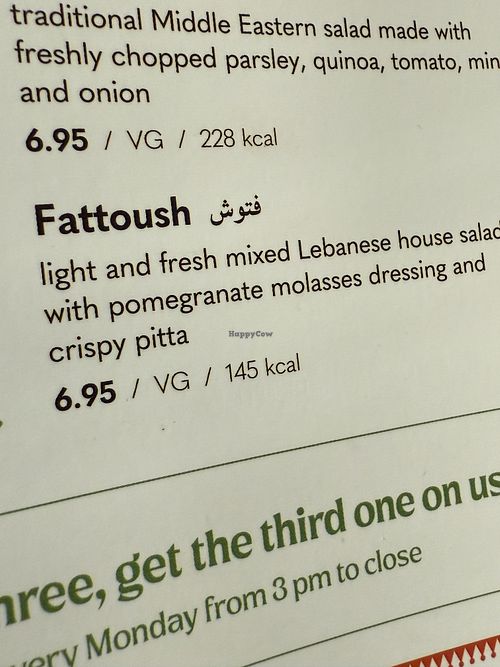 traditional Middle Eastern salad made with
freshly chopped parsley, quinoa, tomato,
and onion
6.95 / VG / 228 kcal
Fattoush فتوش
light and fresh mixed Lebanese house salad
with pomegranate molasses dressing and
crispy pitta
HappyCow
6.95 / VG / 145 kcal
get the third one on us
Monday from 3 pm to close